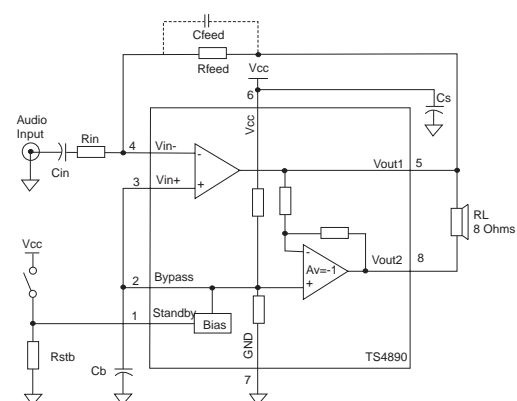 Cfeed
Rfeed
Vcc
6
Cs
Vcc
Audio
Input
Rin
4
Vin-
-
Vout1
5
Cin
3
Vin+
+
RL
8 Ohms
Vcc
-
Av=-1
+
Vout2
8
2
Bypass
1
Standby
Bias
Rstb
GND
TS4890
Cb
7